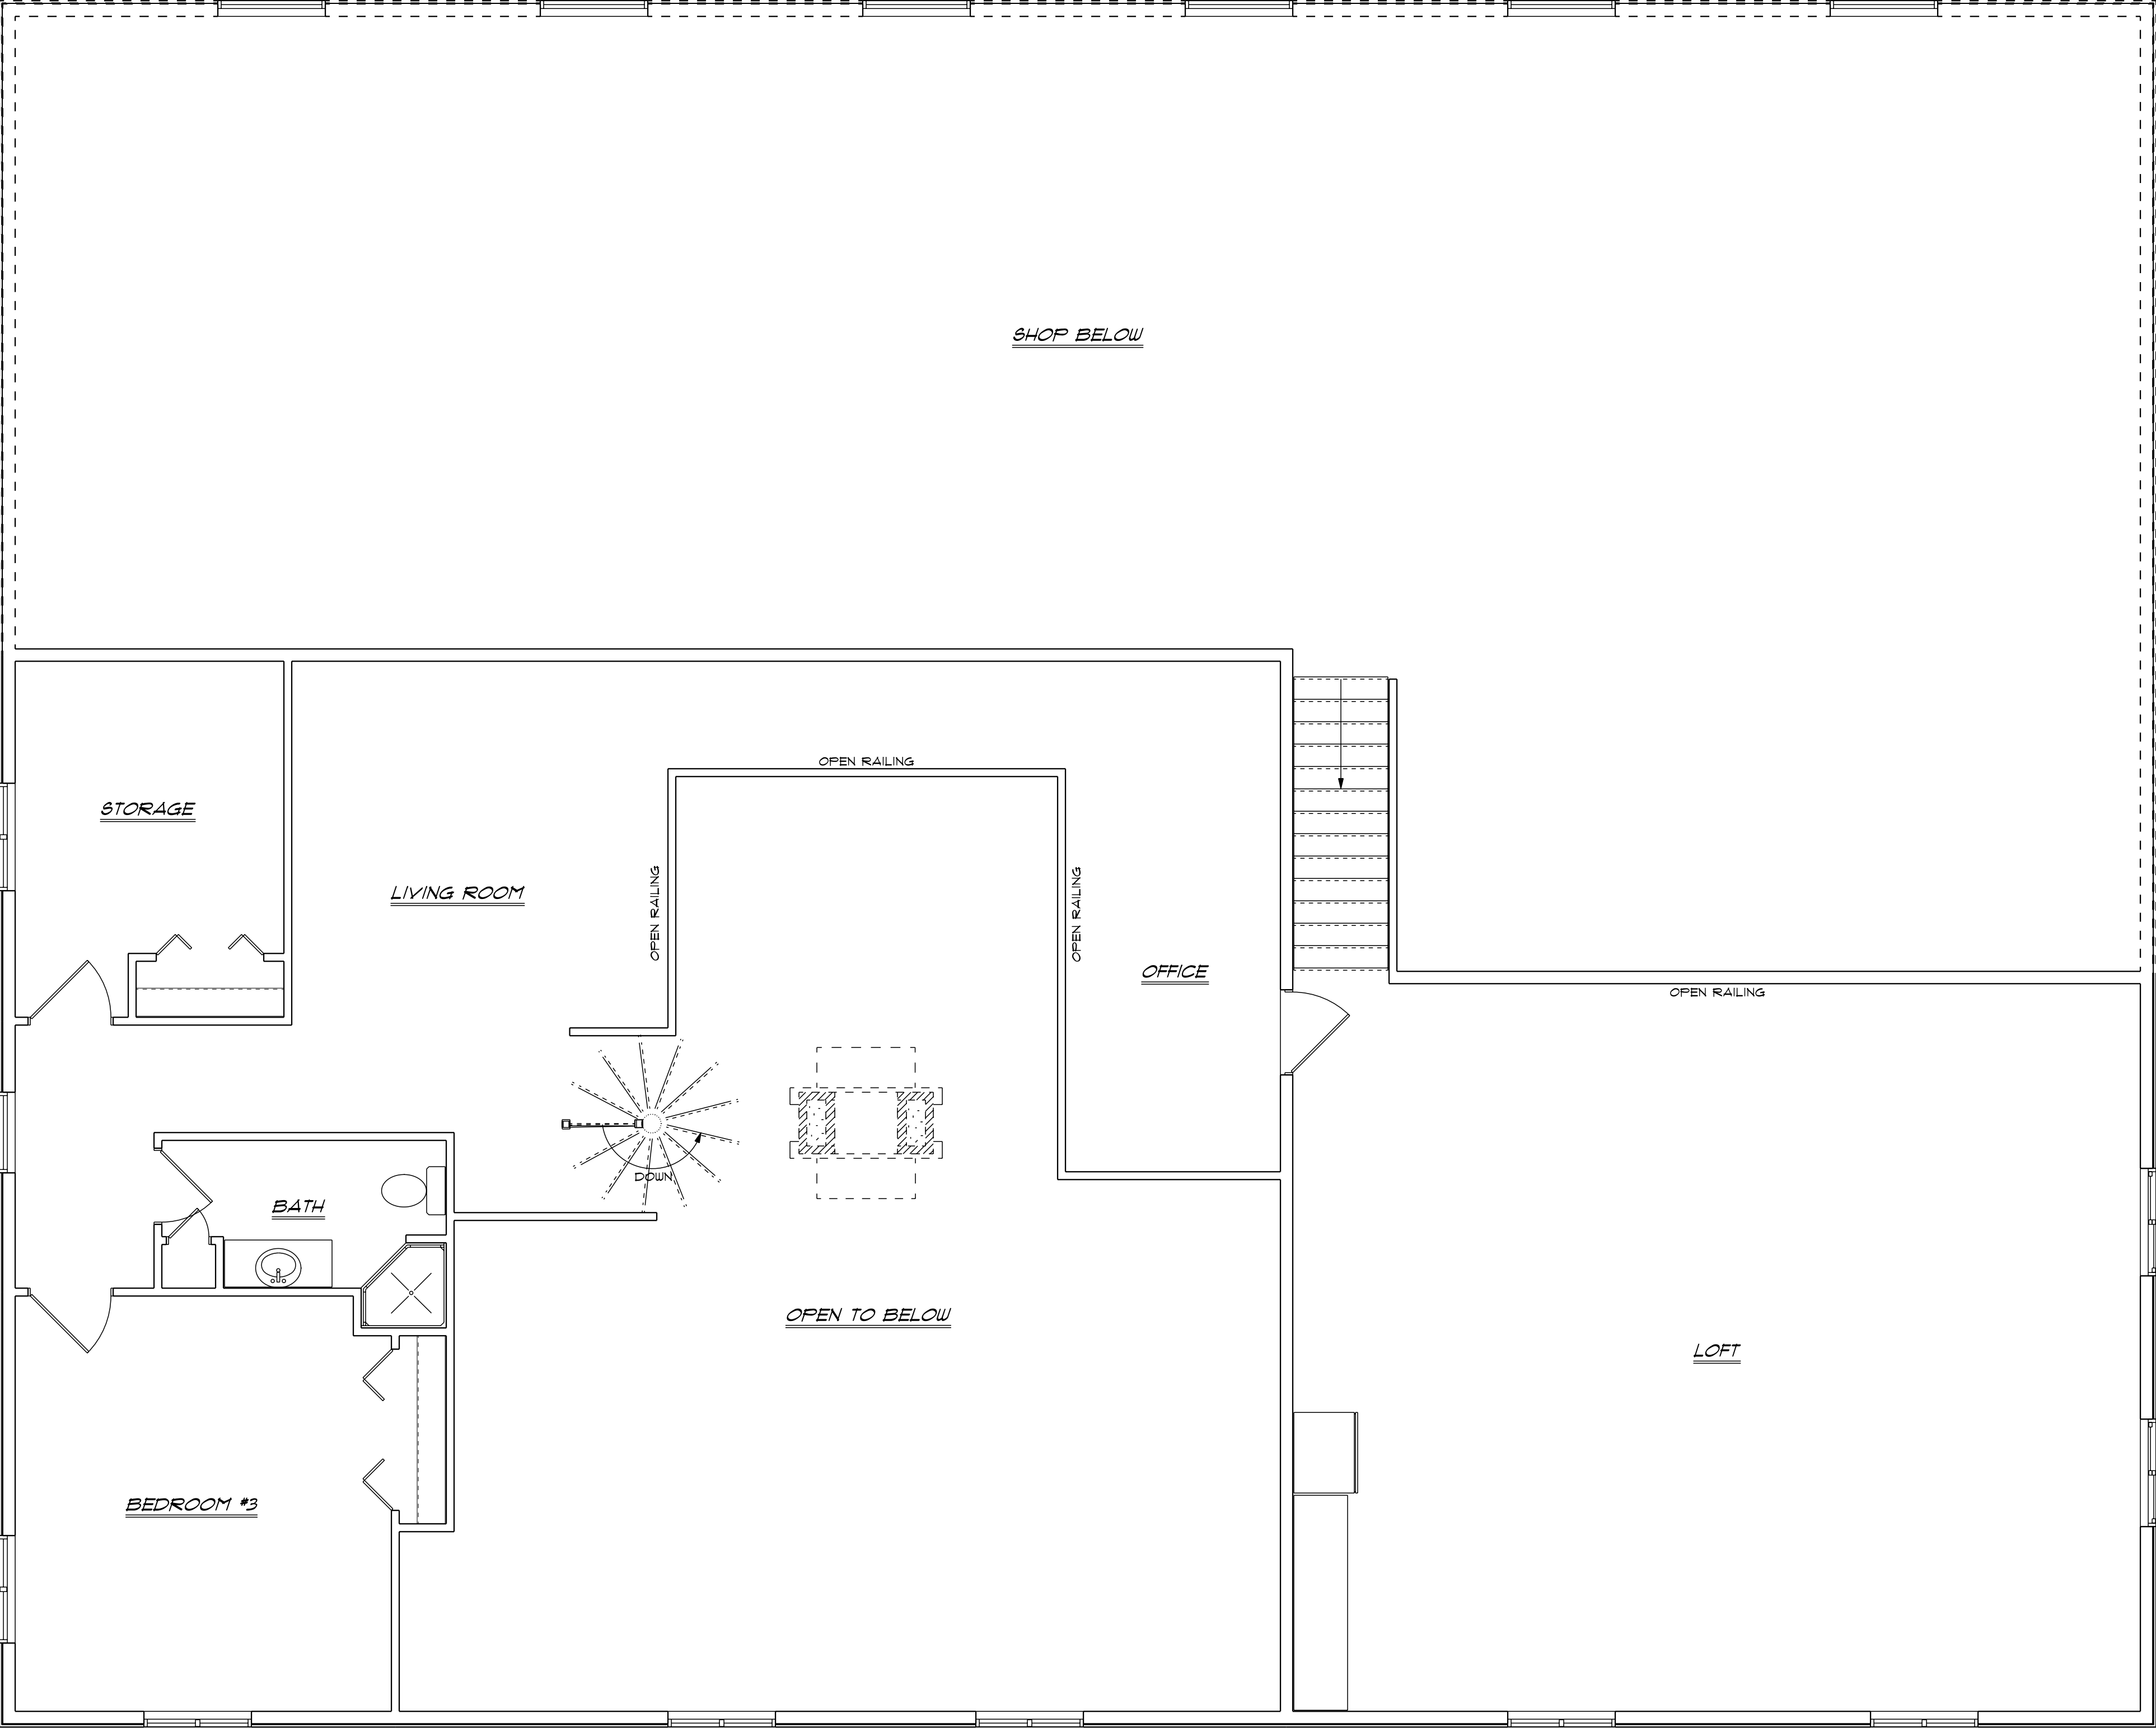 SHOP BELOW
OPEN RAILING
STORAGE
LIVING ROOM
OPEN RAILING
OPEN RAILING
OFFICE
OPEN RAILING
DOWN
BATH
OPEN TO BELOW
LOFT
BEDROOM #3